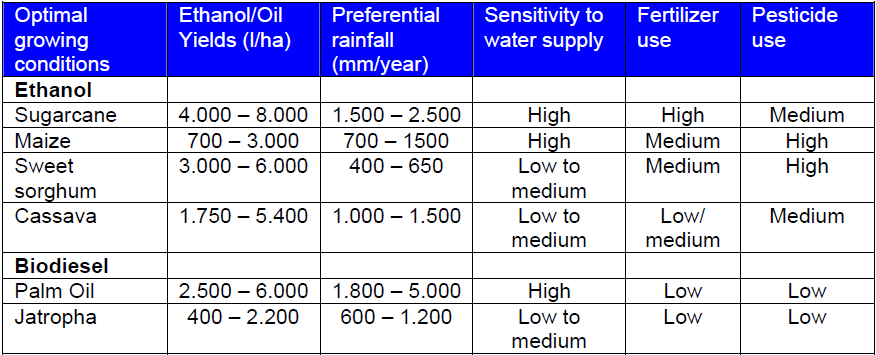 Optimal growing conditions Ethanol/Oil Yields (l/ha) Preferential rainfall (mm/year) Sensitivity to water supply Fertilizer use Pesticide use
Ethanol
Sugarcane 4.000 – 8.000 1.500 – 2.500 High High Medium
Maize 700 – 3.000 700 – 1500 High Medium High
Sweet sorghum 3.000 – 6.000 400 – 650 Low to medium Medium High
Cassava 1.750 – 5.400 1.000 – 1.500 Low to medium Low/ medium Medium
Biodiesel
Palm Oil 2.500 – 6.000 1.800 – 5.000 High Low Low
Jatropha 400 – 2.200 600 – 1.200 Low to medium Low Low